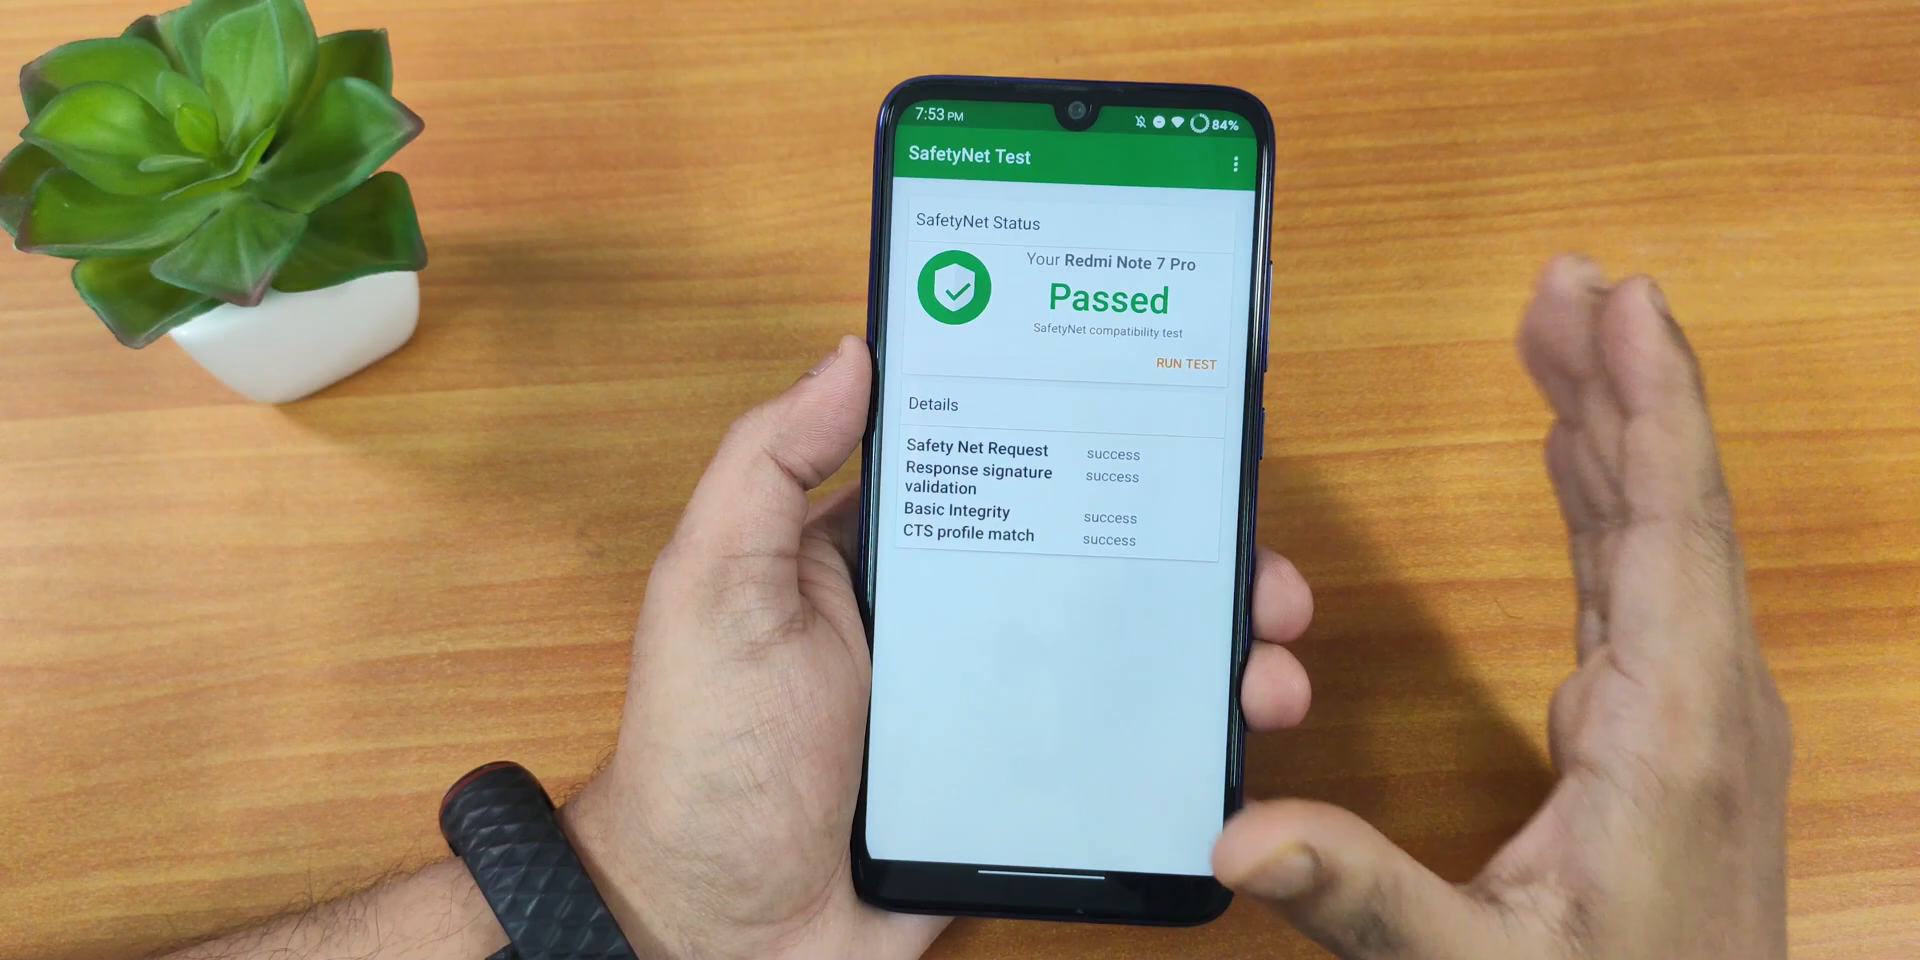 7:53 PM
84%
SafetyNet Test
SafetyNet Status
Your Redmi Note 7 Pro
Passed
SafetyNet compatibility test
RUN TEST
Details
Safety Net Request success
Response signature success
validation
Basic Integrity success
CTS profile match success